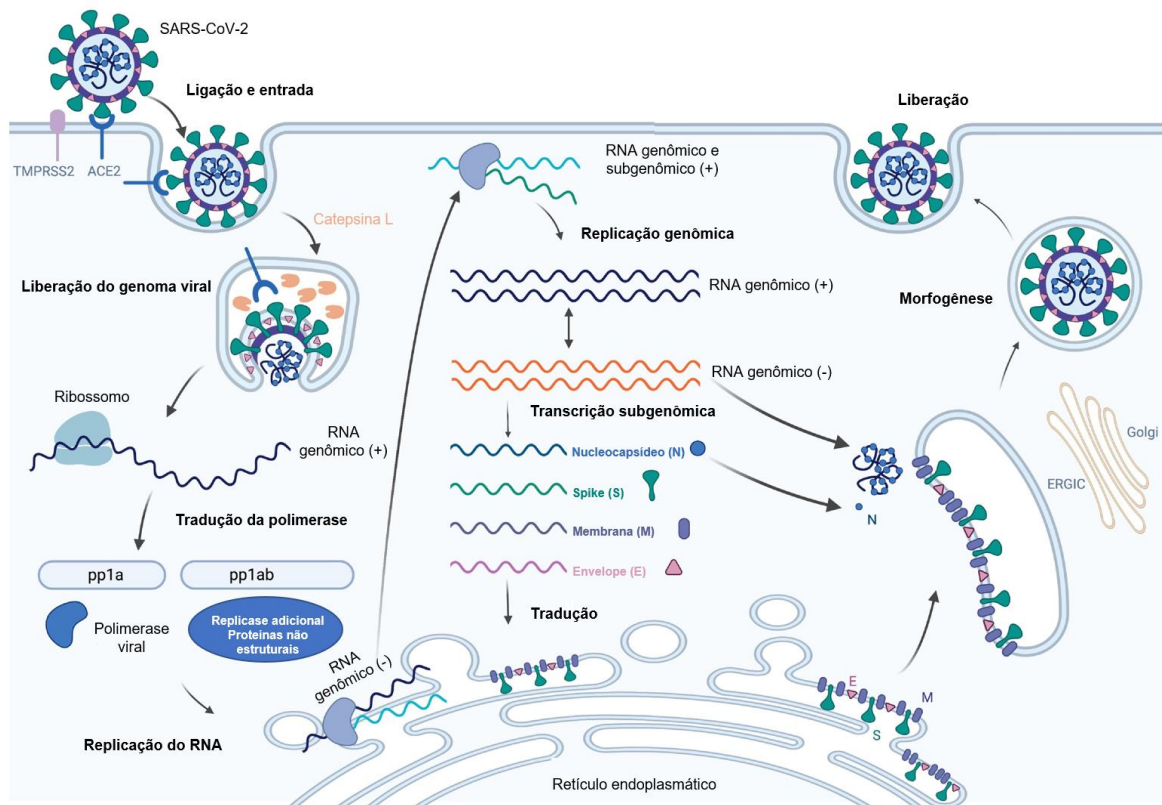 SARS-CoV-2
Ligação e entrada
TMPRSS2
ACE2
Catepsina L
Liberação do genoma viral
Ribossomo
RNA
genômico (+)
Tradução da polimerase
pp1a
pp1ab
Polimerase
viral
Replicase adicional
Proteínas não
estruturais
RNA
genômico (-)
Replicação do RNA
RNA genômico e
subgenômico (+)
Replicação genômica
RNA genômico (+)
RNA genômico (-)
Transcrição subgenômica
Nucleocapsídeo (N)
Spike (S)
Membrana (M)
Envelope (E)
Tradução
Retículo endoplasmático
E
M
S
N
ERGIC
Golgi
Morfogênese
Liberação